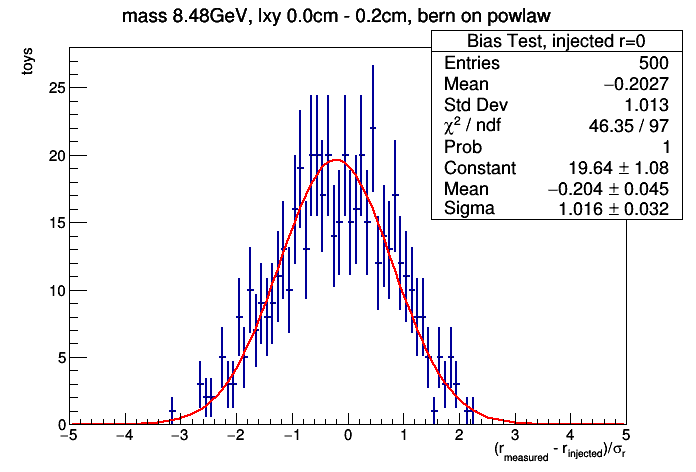 mass 8.48GeV, lxy 0.0cm - 0.2cm, bern on powlaw
Bias Test, injected r=0
Entries 500
Mean −0.2027
Std Dev 1.013
χ² / ndf 46.35 / 97
Prob 1
Constant 19.64 ± 1.08
Mean −0.204 ± 0.045
Sigma 1.016 ± 0.032
toys
25
20
15
10
5
0
−5 −4 −3 −2 −1 0 1 2 3 4 5
(r_measured - r_injected)/σ_r